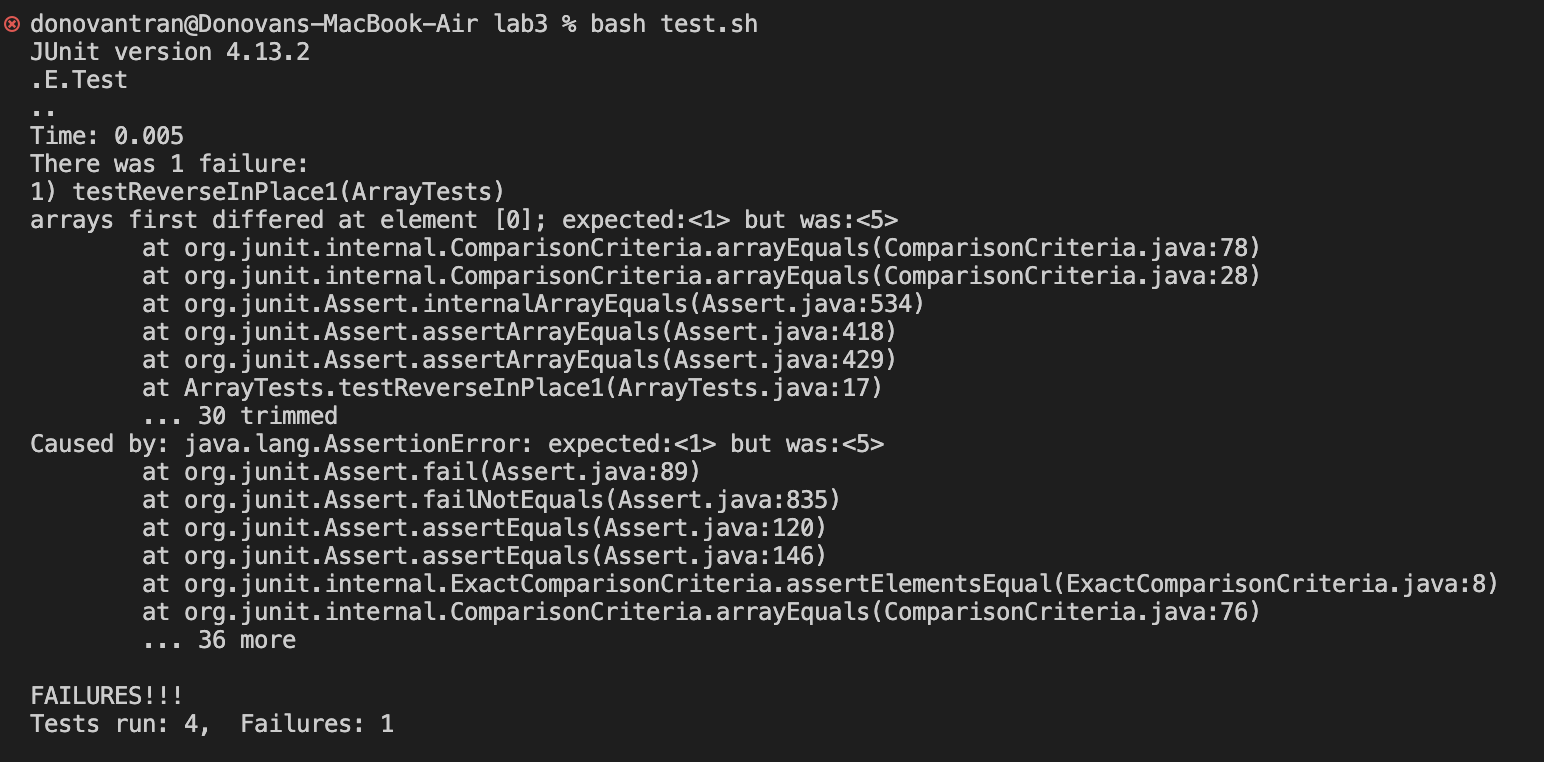 donovantran@Donovans-MacBook-Air lab3 % bash test.sh
JUnit version 4.13.2
.E.Test
..
Time: 0.005
There was 1 failure:
1) testReverseInPlace1(ArrayTests)
arrays first differed at element [0]; expected:<1> but was:<5>
        at org.junit.internal.ComparisonCriteria.arrayEquals(ComparisonCriteria.java:78)
        at org.junit.internal.ComparisonCriteria.arrayEquals(ComparisonCriteria.java:28)
        at org.junit.Assert.internalArrayEquals(Assert.java:534)
        at org.junit.Assert.assertArrayEquals(Assert.java:418)
        at org.junit.Assert.assertArrayEquals(Assert.java:429)
        at ArrayTests.testReverseInPlace1(ArrayTests.java:17)
        ... 30 trimmed
Caused by: java.lang.AssertionError: expected:<1> but was:<5>
        at org.junit.Assert.fail(Assert.java:89)
        at org.junit.Assert.failNotEquals(Assert.java:835)
        at org.junit.Assert.assertEquals(Assert.java:120)
        at org.junit.Assert.assertEquals(Assert.java:146)
        at org.junit.internal.ExactComparisonCriteria.assertElementsEqual(ExactComparisonCriteria.java:8)
        at org.junit.internal.ComparisonCriteria.arrayEquals(ComparisonCriteria.java:76)
        ... 36 more

FAILURES!!!
Tests run: 4,  Failures: 1